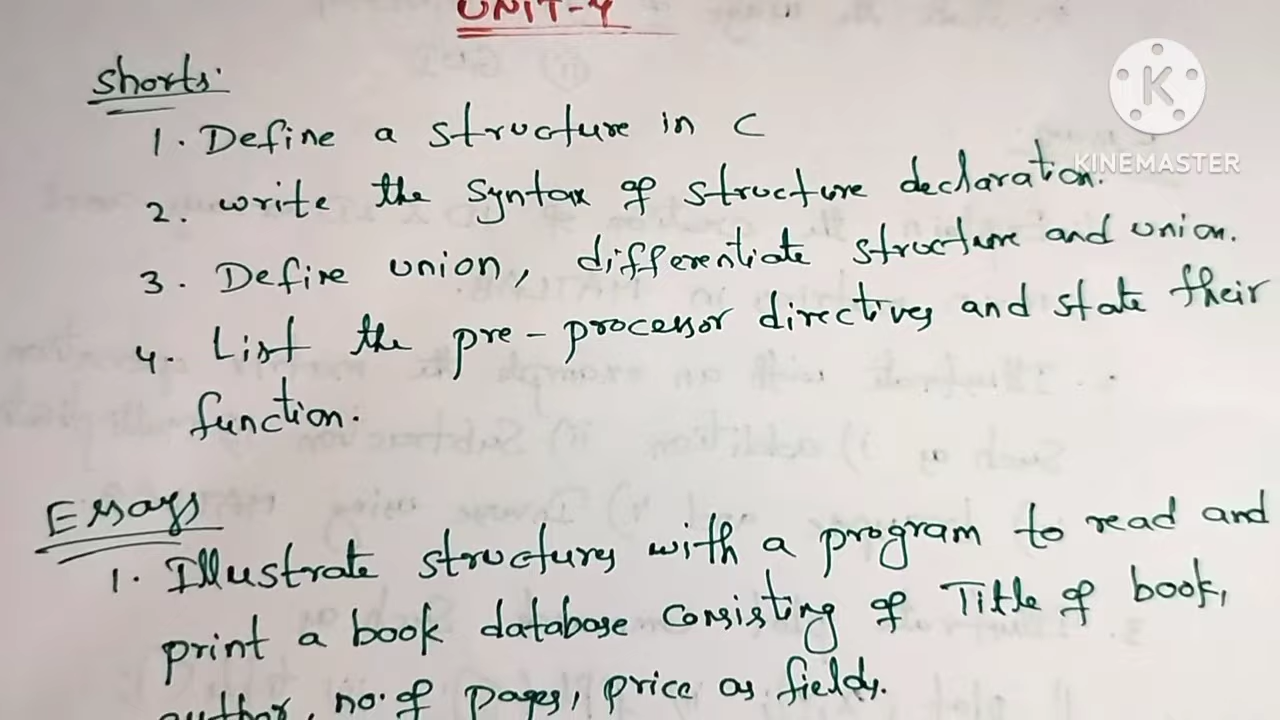 UNIT-4
Shorts:
1. Define a structure in C
2. write the syntax of structure declaration.
3. Define union, differentiate structure and union.
4. List the pre-processor directives and state their
function.
Essays
1. Illustrate structures with a program to read and
print a book database consisting of Title of book,
author, no. of pages, price as fields.
K
KINEMASTER